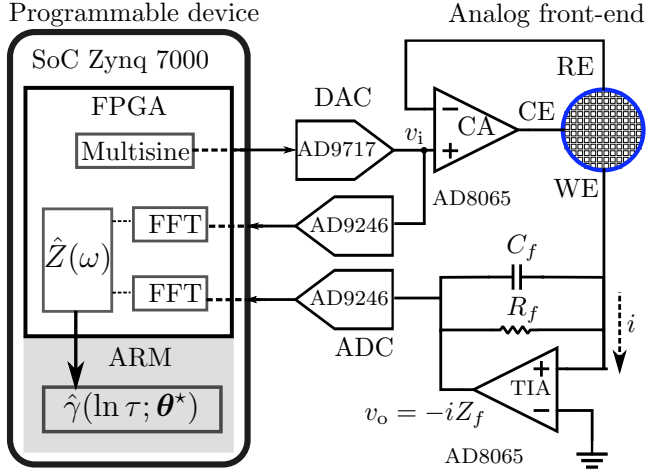 Programmable device
Analog front-end
SoC Zynq 7000
FPGA
Multisine
DAC
AD9717
v_i
−
+
CA
CE
RE
WE
AD8065
FFT
AD9246
Ẑ(ω)
FFT
AD9246
ADC
C_f
R_f
i
ARM
γ̂(ln τ; θ*)
+
−
TIA
v_o = −iZ_f
AD8065